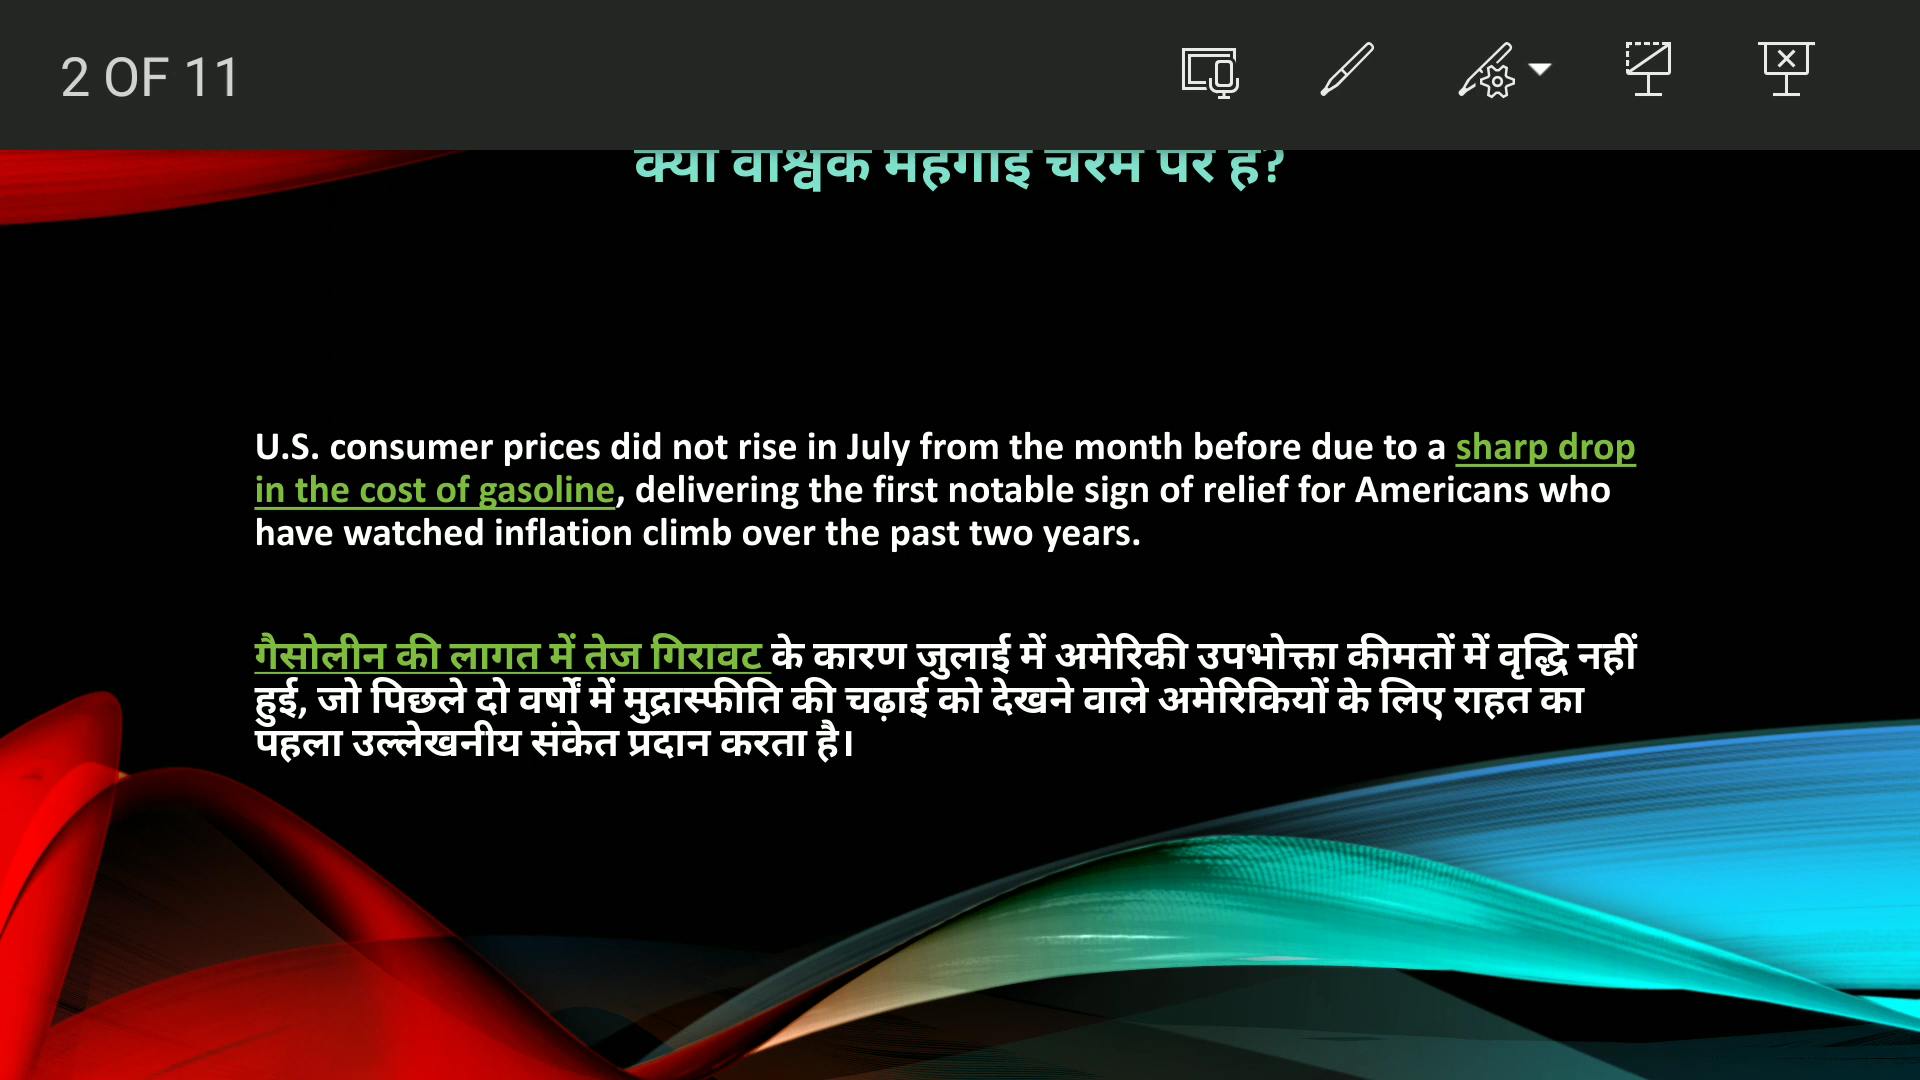 2 OF 11
क्या वैश्विक महंगाई चरम पर है?
U.S. consumer prices did not rise in July from the month before due to a sharp drop
in the cost of gasoline, delivering the first notable sign of relief for Americans who
have watched inflation climb over the past two years.
गैसोलीन की लागत में तेज गिरावट के कारण जुलाई में अमेरिकी उपभोक्ता कीमतों में वृद्धि नहीं
हुई, जो पिछले दो वर्षों में मुद्रास्फीति की चढ़ाई को देखने वाले अमेरिकियों के लिए राहत का
पहला उल्लेखनीय संकेत प्रदान करता है।